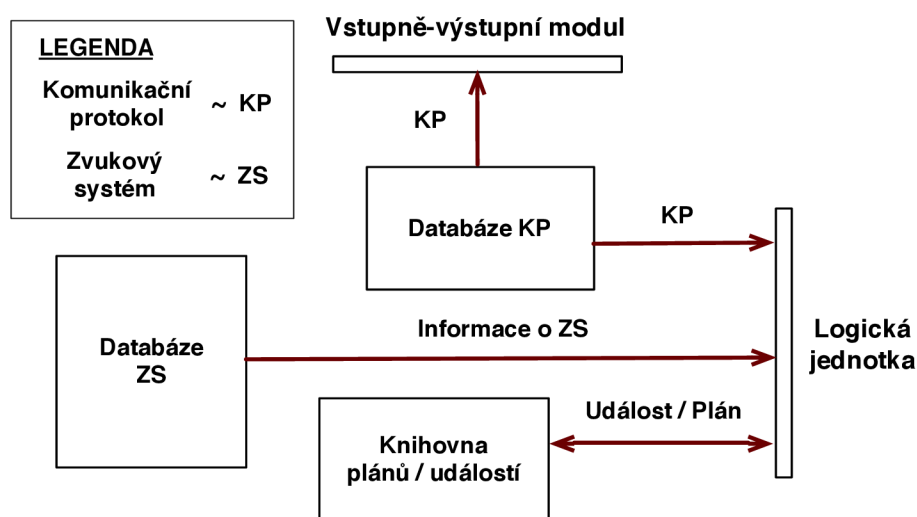 Vstupně-výstupní modul
LEGENDA
Komunikační
protokol
~ KP
Zvukový
systém
~ ZS
KP
Databáze KP
KP
Databáze
ZS
Informace o ZS
Logická
jednotka
Událost / Plán
Knihovna
plánů / událostí